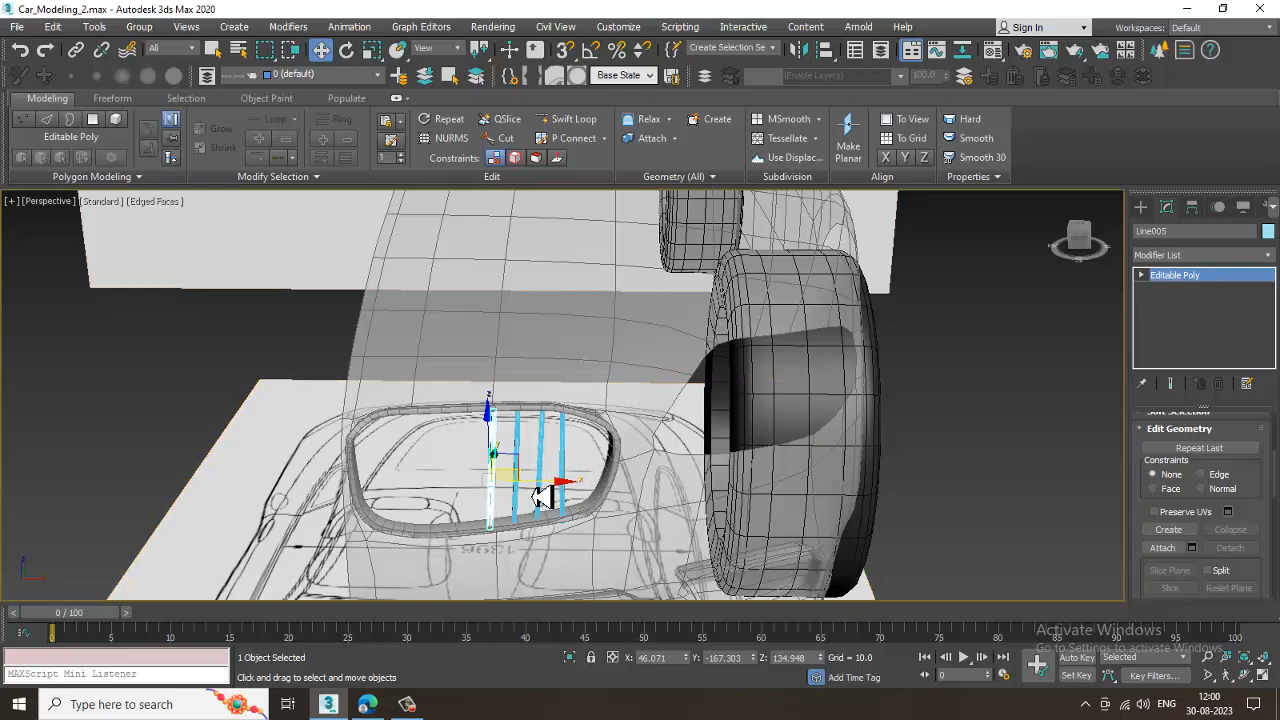 Car_Modeling_2.max - Autodesk 3ds Max 2020
File Edit Tools Group Views Create Modifiers Animation Graph Editors Rendering Civil View Customize Scripting Interactive Content Arnold Help Sign In Workspaces: Default
All View Create Selection Se
0 (default) Base State (Enable Layers) 100.0
Modeling Freeform Selection Object Paint Populate
Grow Loop Ring Repeat QSlice Swift Loop Relax Create MSmooth To View Hard
Editable Poly Shrink NURMS Cut P Connect Attach Tessellate Make Planar To Grid Smooth
1 Constraints: Use Displac... X Y Z Smooth 30
Polygon Modeling Modify Selection Edit Geometry (All) Subdivision Align Properties
[+] [Perspective] [Standard] [Edged Faces]
FRONT
Line005
Modifier List
Editable Poly
Edit Geometry
Repeat Last
Constraints
None Edge
Face Normal
Preserve UVs
Create Collapse
Attach Detach
Slice Plane Split
Slice Reset Plane
z
y
x
z
0 / 100
0 5 10 15 20 25 30 35 40 45 50 55 60 65 70 75 80 85 90 95 100
Activate Windows
Go to Settings to activate Windows.
MAXScript Mini Listener
1 Object Selected
Click and drag to select and move objects
X: 46.071 Y: -167.303 Z: 134.948 Grid = 10.0
Add Time Tag
0
Auto Key Selected
Set Key Key Filters...
Type here to search
ENG
12:00
30-08-2023